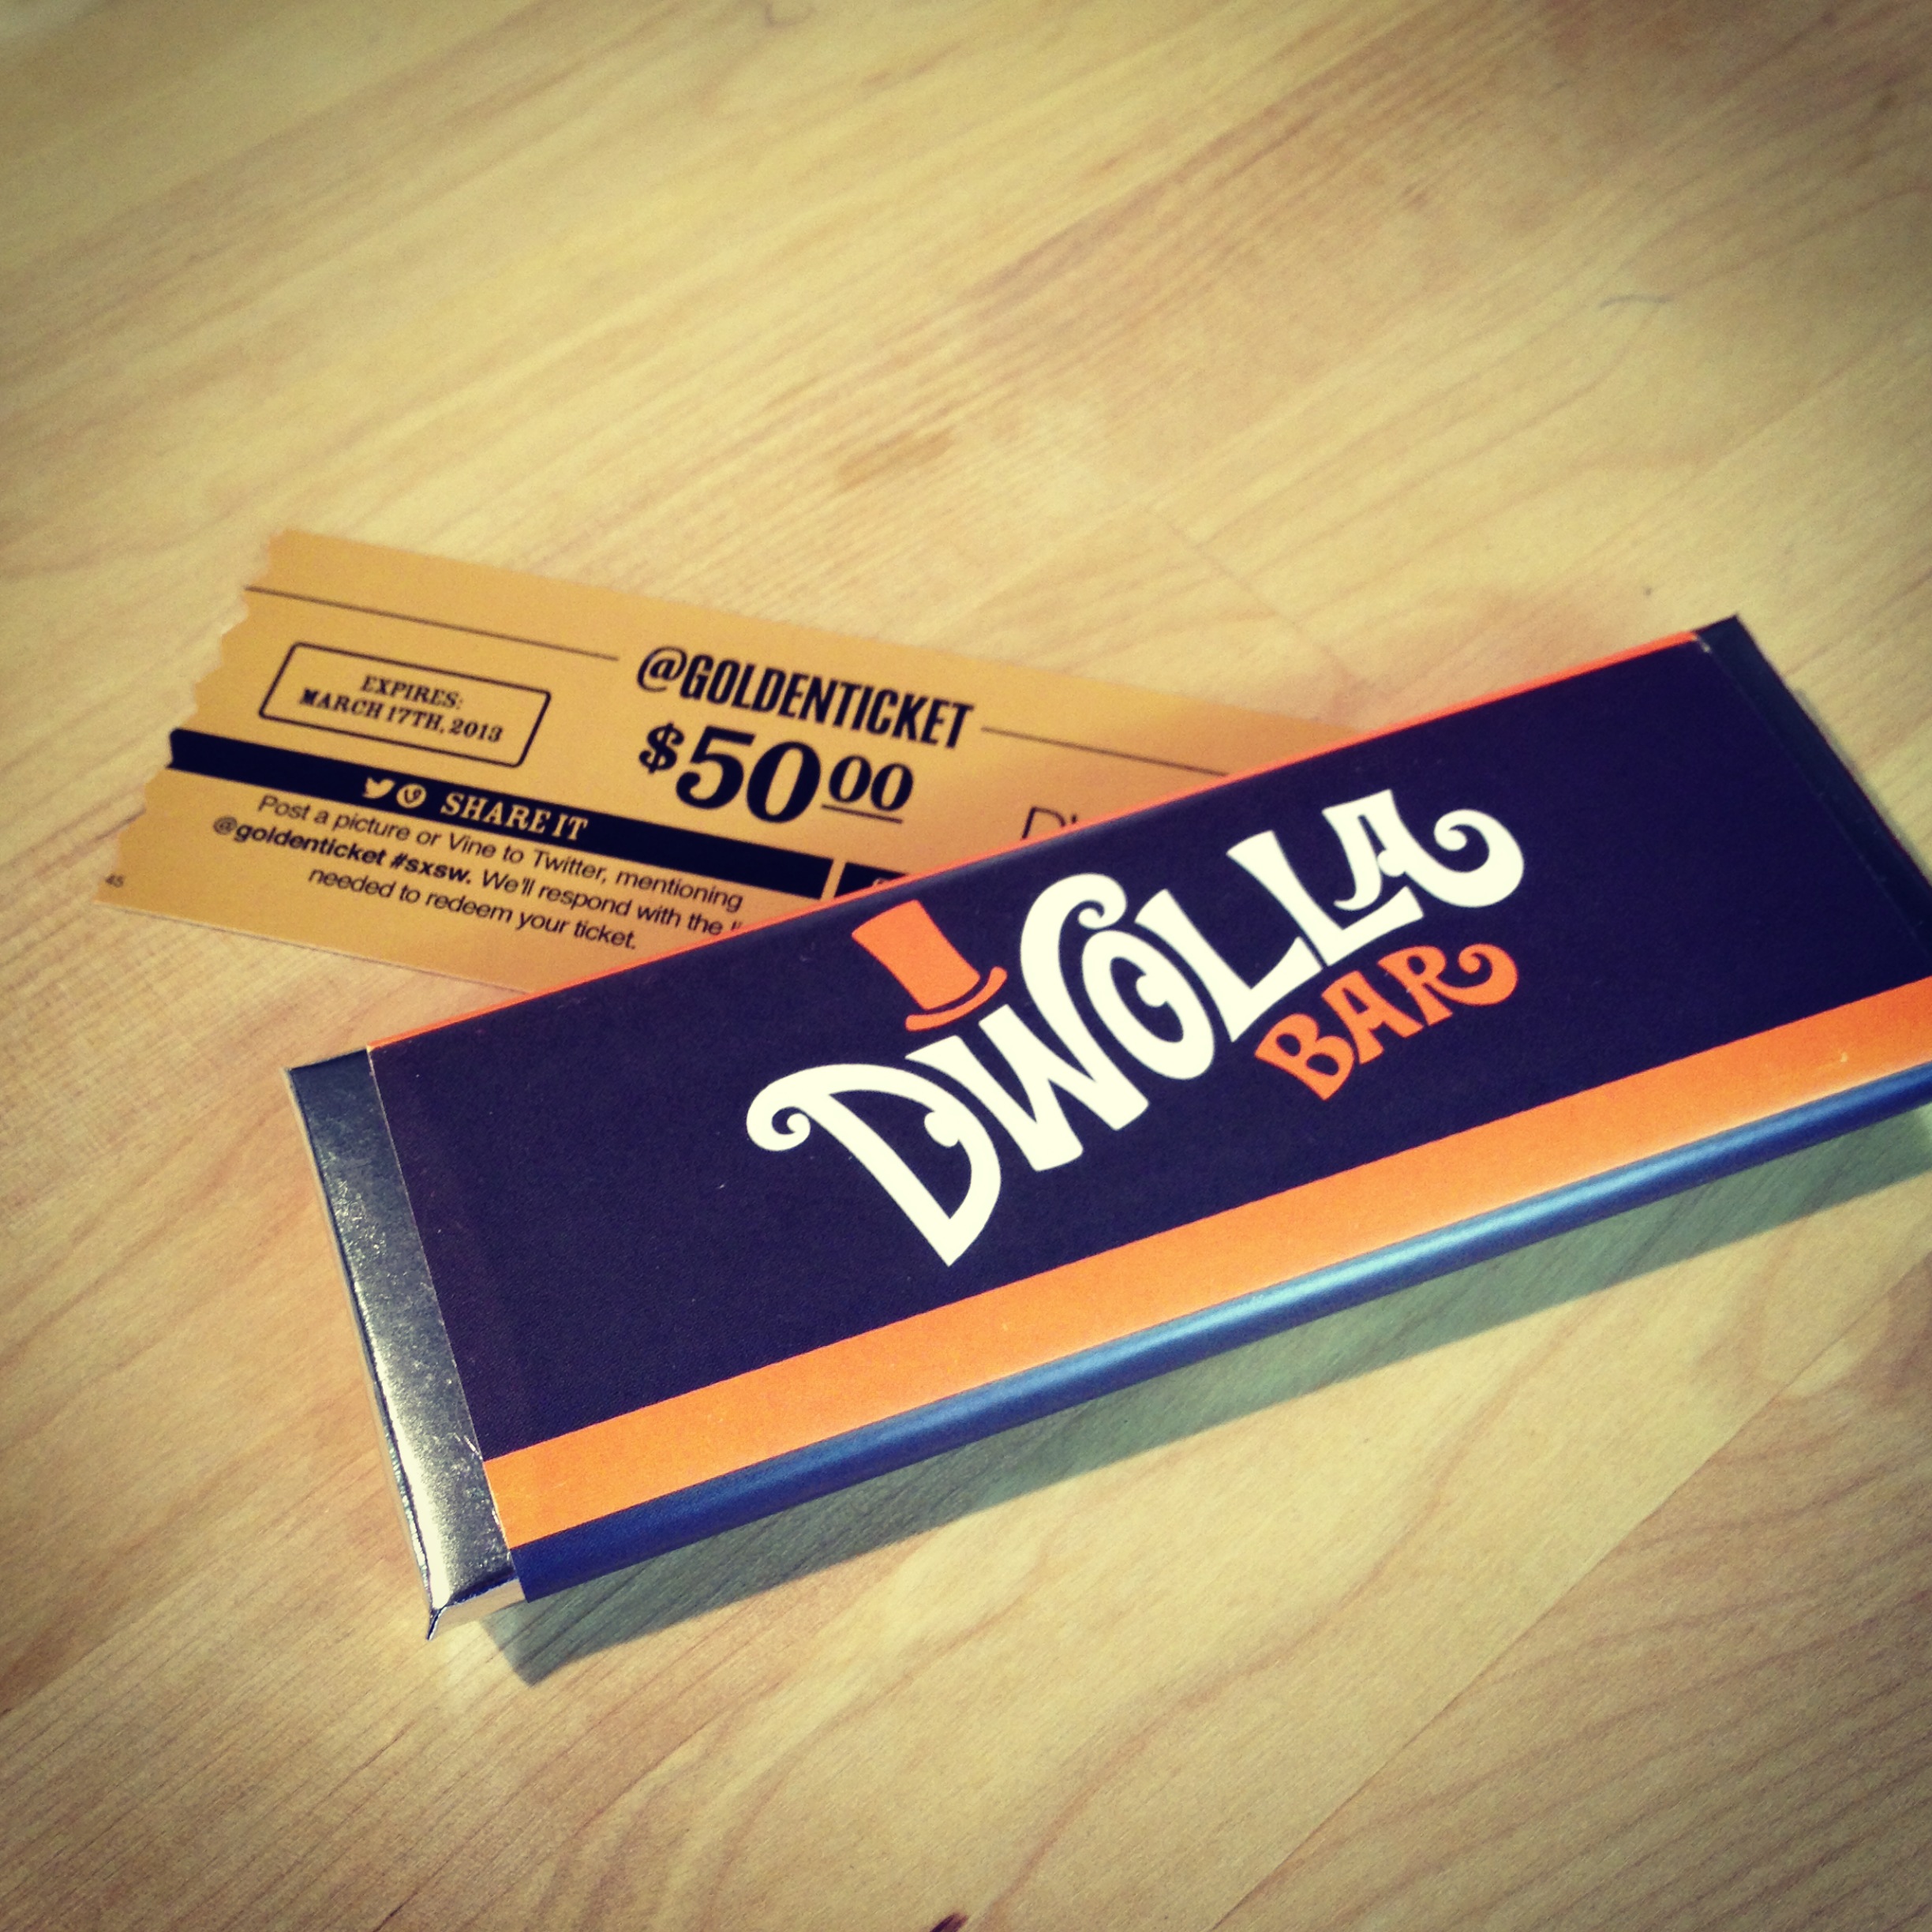 @GOLDENTICKET
$50 00
EXPIRES:
MARCH 17TH, 2013
SHARE IT
Post a picture or Vine to Twitter, mentioning
@goldenticket #sxsw. We'll respond with the
needed to redeem your ticket.
45
DWOLLA
BAR